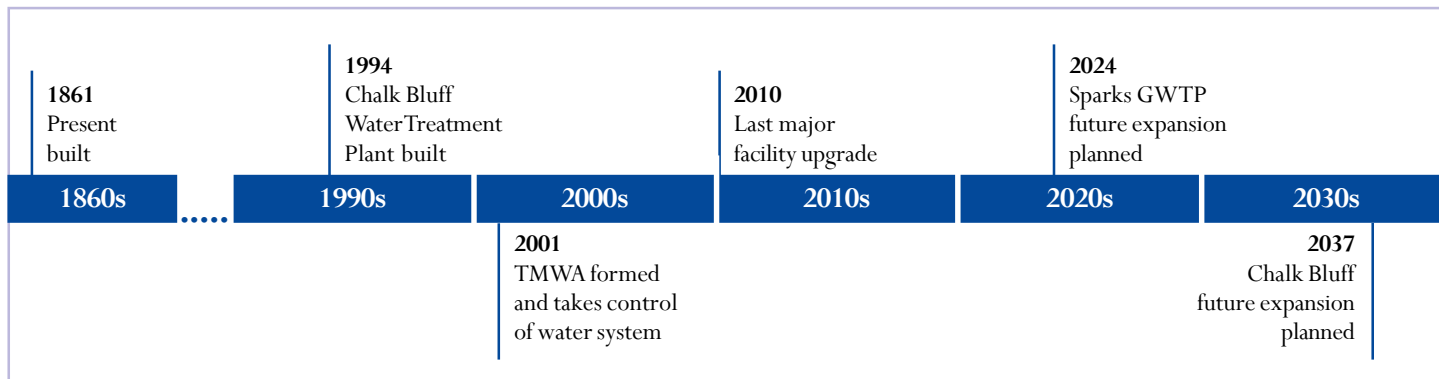 1861
Present
built
1994
Chalk Bluff
Water Treatment
Plant built
2010
Last major
facility upgrade
2024
Sparks GWTP
future expansion
planned
1860s
.....
1990s
2000s
2010s
2020s
2030s
2001
TMWA formed
and takes control
of water system
2037
Chalk Bluff
future expansion
planned